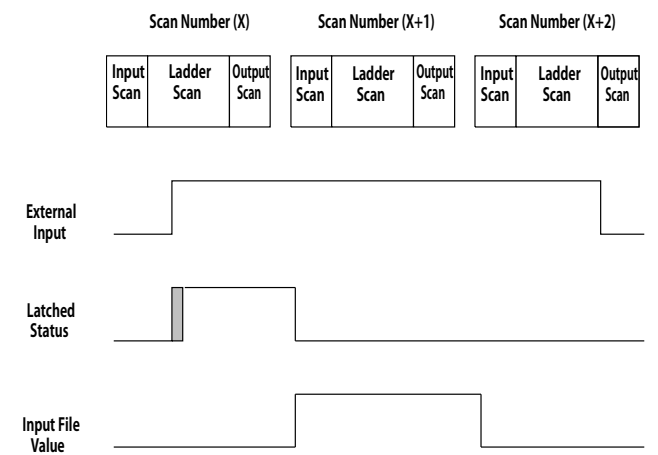 Scan Number (X) Scan Number (X+1) Scan Number (X+2)
Input Ladder Output Input Ladder Output Input Ladder Output
Scan Scan Scan Scan Scan Scan Scan Scan Scan
External
Input
Latched
Status
Input File
Value